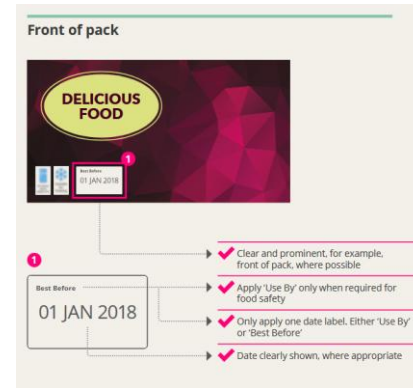 Front of pack
DELICIOUS
FOOD
1
Best Before
01 JAN 2018
1
Best Before
01 JAN 2018
Clear and prominent, for example,
front of pack, where possible
Apply 'Use By' only when required for
food safety
Only apply one date label. Either 'Use By'
or 'Best Before'
Date clearly shown, where appropriate